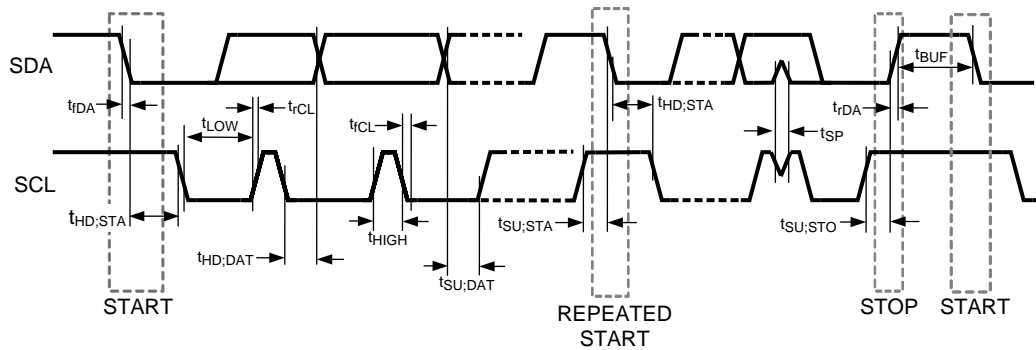 SDA
tBUF
tfDA
tLOW
trCL
tfCL
tHD;STA
trDA
tSP
SCL
tHD;STA
tHD;DAT
tHIGH
tSU;DAT
tSU;STA
tSU;STO
START
REPEATED
START
STOP
START